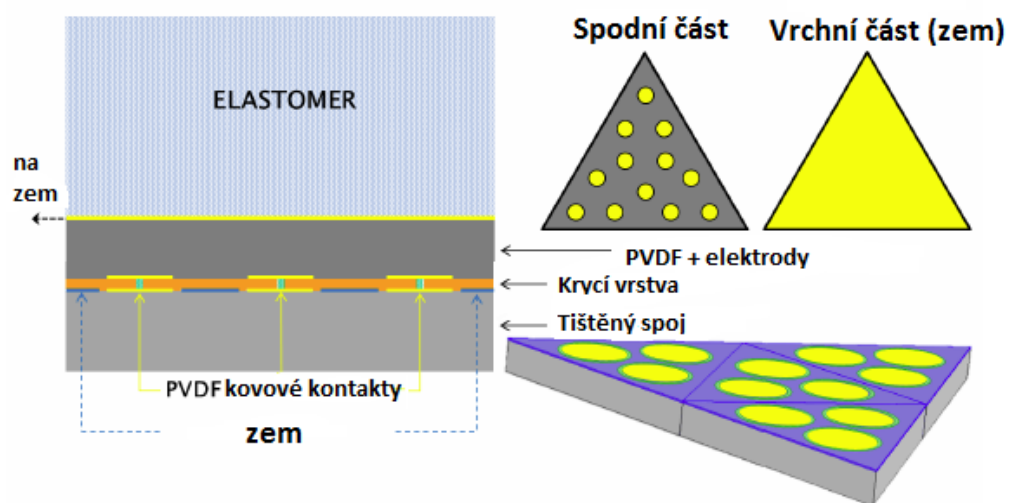 Spodní část
Vrchní část (zem)
ELASTOMER
na
zem
PVDF + elektrody
Krycí vrstva
Tištěný spoj
PVDF kovové kontakty
zem